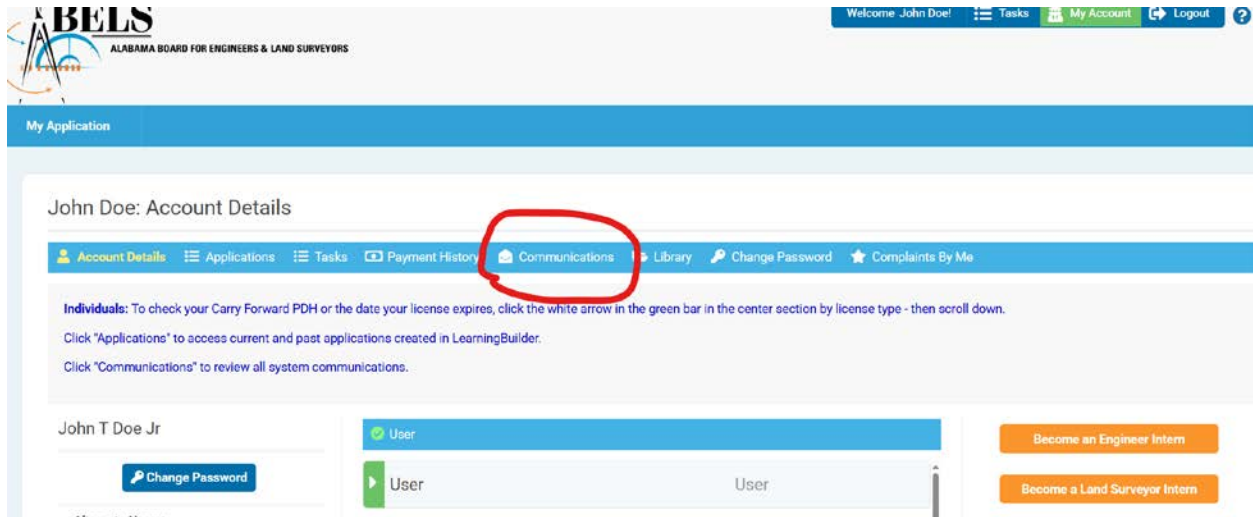 ABELS
ALABAMA BOARD FOR ENGINEERS & LAND SURVEYORS
Welcome John Doe! Tasks My Account Logout ?
My Application
John Doe: Account Details
Account Details Applications Tasks Payment History Communications Library Change Password Complaints By Me
Individuals: To check your Carry Forward PDH or the date your license expires, click the white arrow in the green bar in the center section by license type - then scroll down.
Click "Applications" to access current and past applications created in LearningBuilder.
Click "Communications" to review all system communications.
John T Doe Jr
User
Become an Engineer Intern
Change Password
User User
Become a Land Surveyor Intern